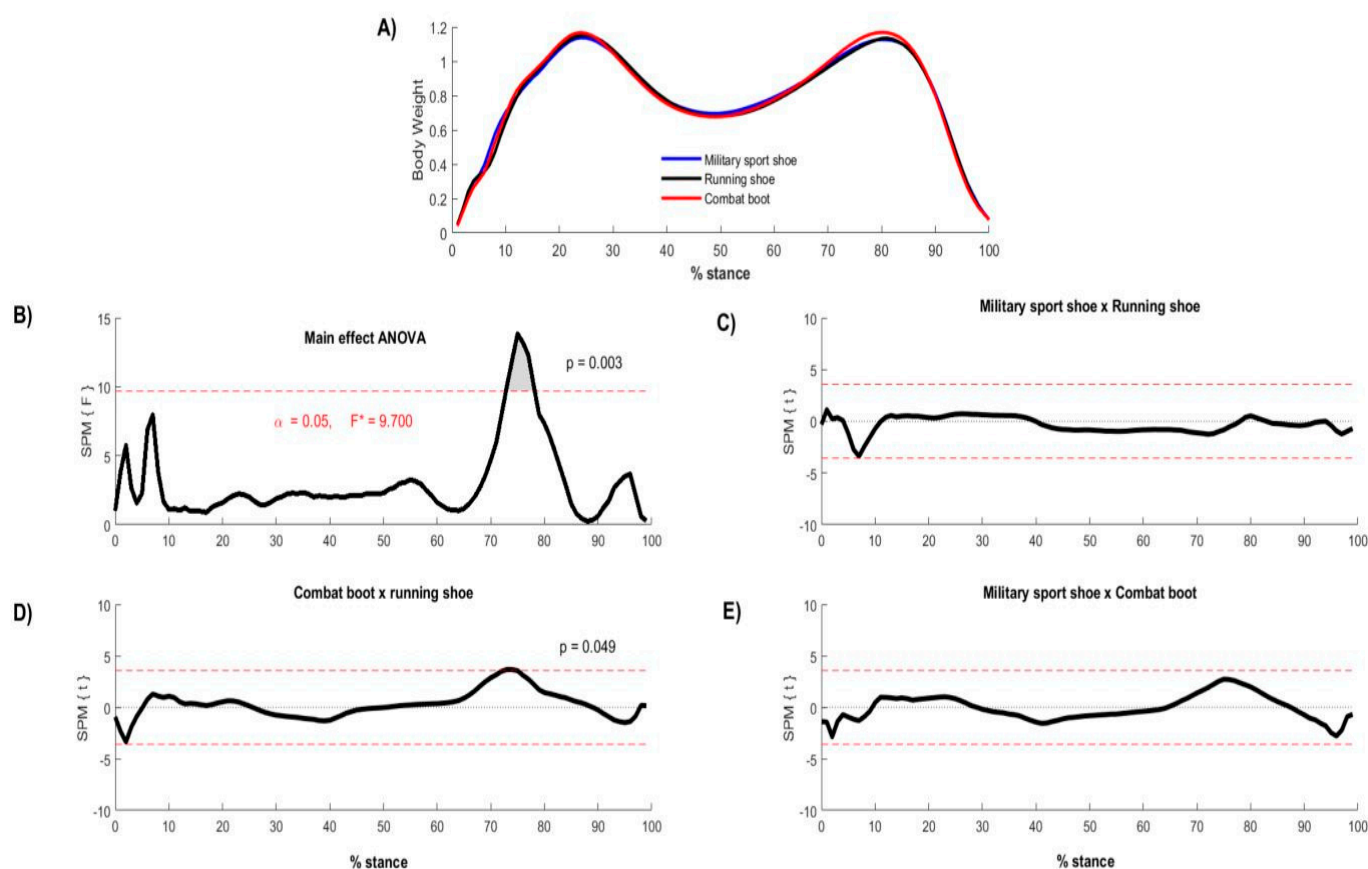 A)
1.2
1
0.8
0.6
0.4
0.2
0
Body Weight
Military sport shoe
Running shoe
Combat boot
0 10 20 30 40 50 60 70 80 90 100
% stance
B)
Main effect ANOVA
p = 0.003
α = 0.05, F* = 9.700
15
10
5
0
SPM { F }
0 10 20 30 40 50 60 70 80 90 100
C)
Military sport shoe x Running shoe
10
5
0
-5
-10
SPM { t }
0 10 20 30 40 50 60 70 80 90 100
D)
Combat boot x running shoe
p = 0.049
10
5
0
-5
-10
SPM { t }
0 10 20 30 40 50 60 70 80 90 100
% stance
E)
Military sport shoe x Combat boot
10
5
0
-5
-10
SPM { t }
0 10 20 30 40 50 60 70 80 90 100
% stance